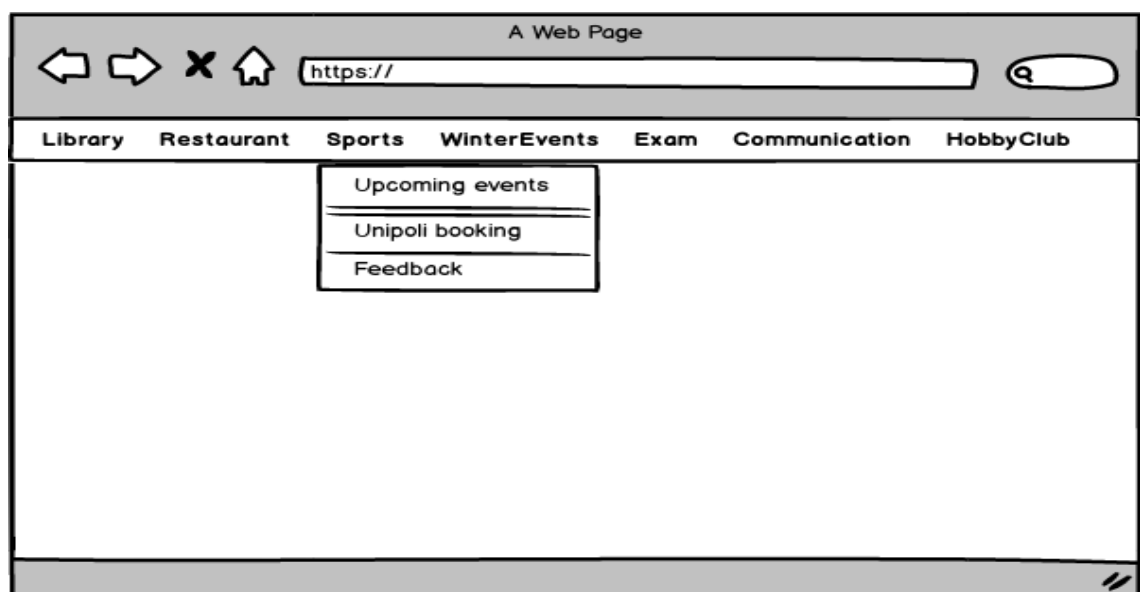 A Web Page
https://
Library Restaurant Sports WinterEvents Exam Communication HobbyClub
Upcoming events
Unipoli booking
Feedback